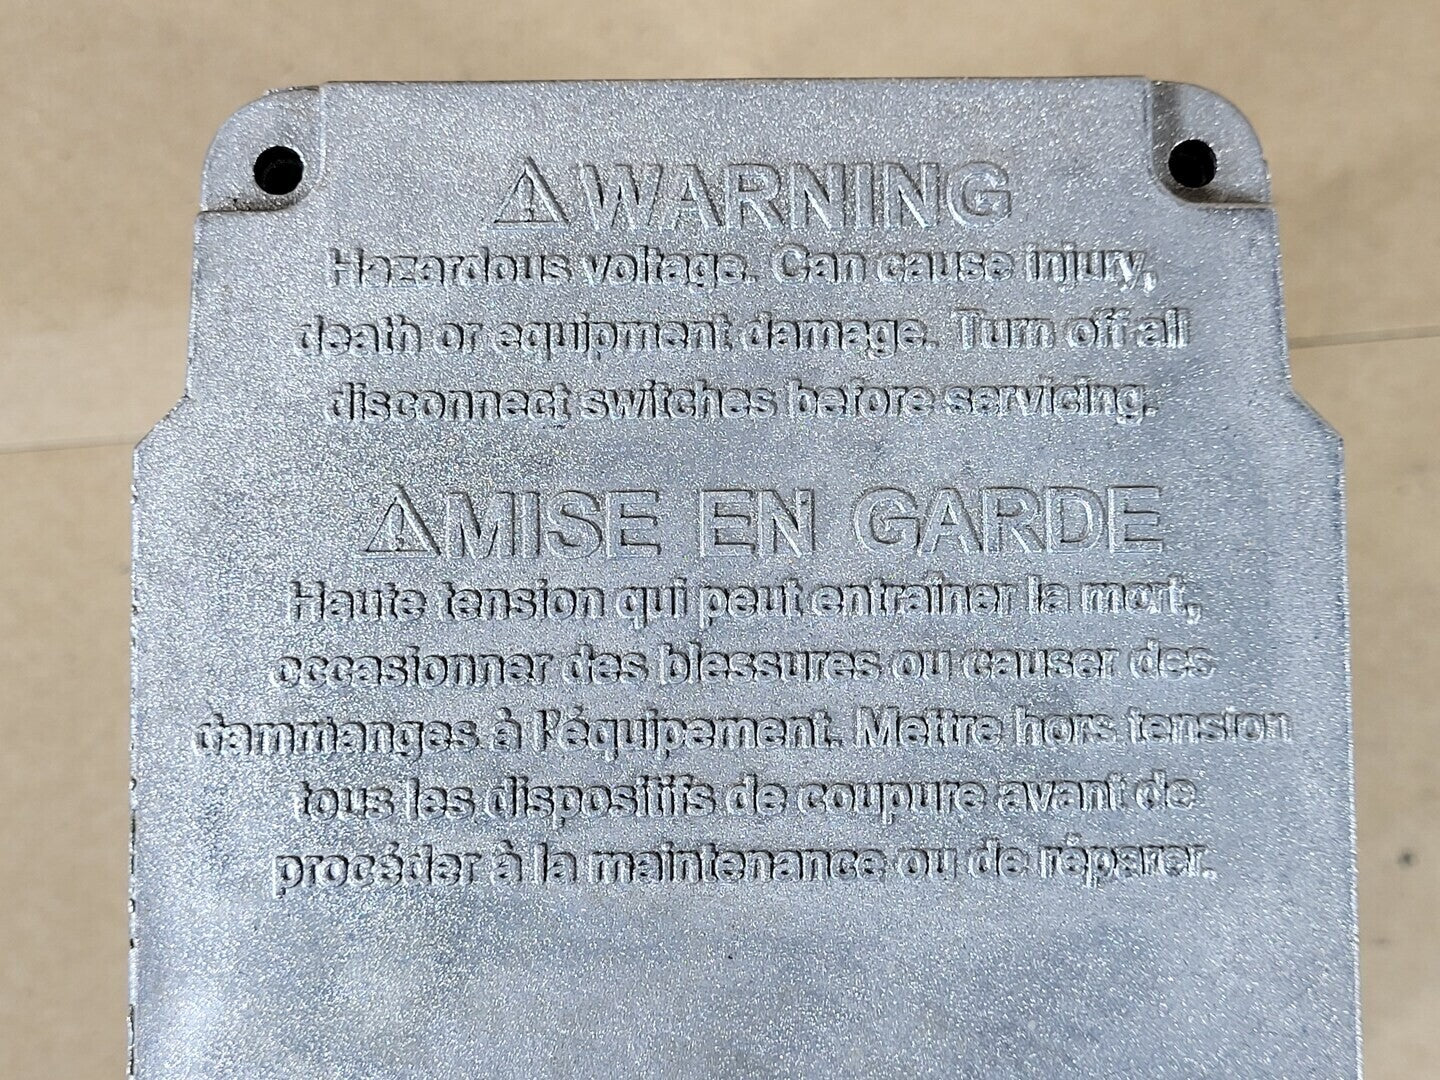 ⚠WARNING
Hazardous voltage. Can cause injury,
death or equipment damage. Turn off all
disconnect switches before servicing.
⚠MISE EN GARDE
Haute tension qui peut entraîner la mort,
occasionner des blessures ou causer des
dammanges à l'équipement. Mettre hors tension
tous les dispositifs de coupure avant de
procéder à la maintenance ou de réparer.